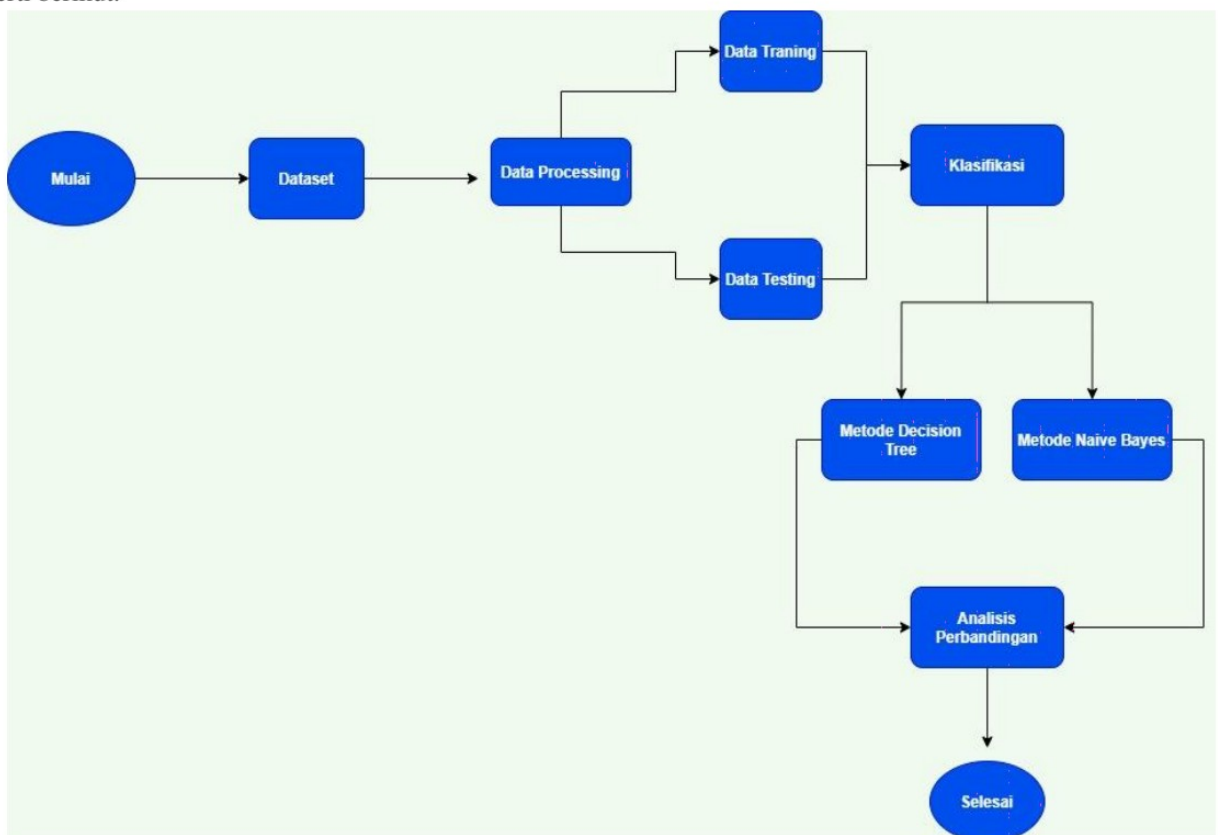 Data Traning
Mulai
Dataset
Data Processing
Klasifikasi
Data Testing
Metode Decision
Tree
Metode Naive Bayes
Analisis
Perbandingan
Selesai